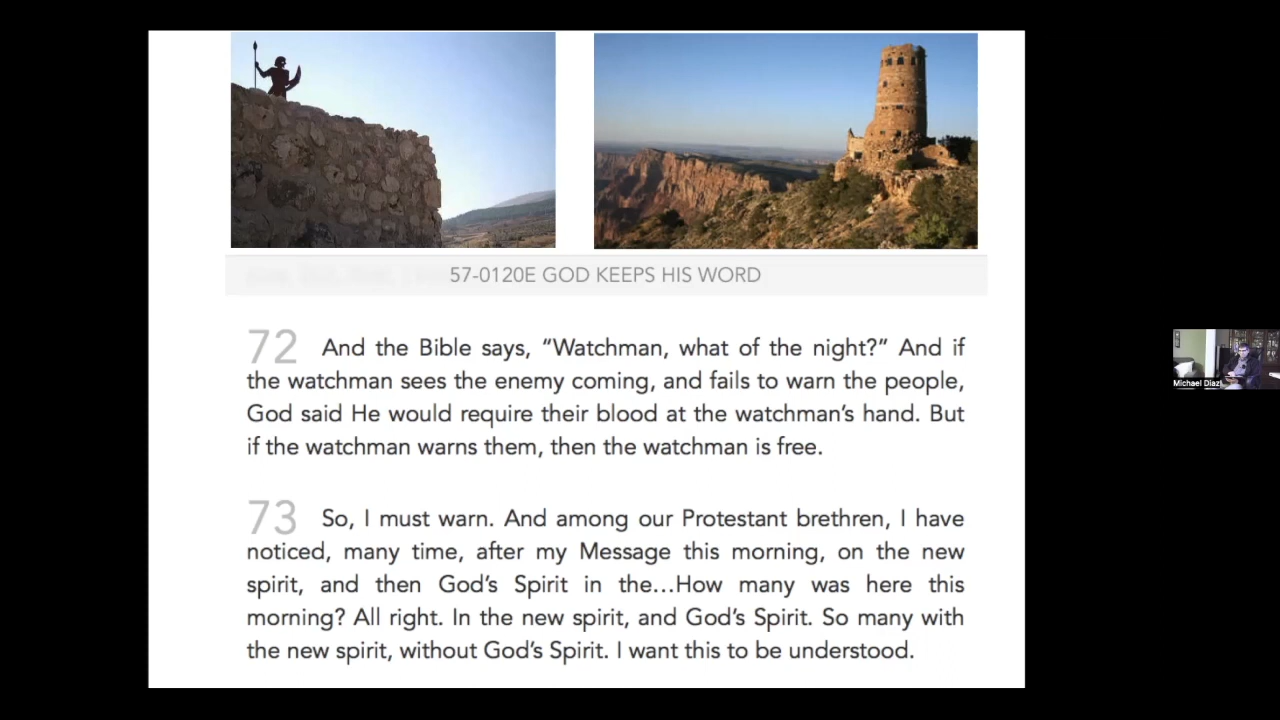 57-0120E GOD KEEPS HIS WORD
72 And the Bible says, “Watchman, what of the night?” And if
the watchman sees the enemy coming, and fails to warn the people,
God said He would require their blood at the watchman’s hand. But
if the watchman warns them, then the watchman is free.
73 So, I must warn. And among our Protestant brethren, I have
noticed, many time, after my Message this morning, on the new
spirit, and then God’s Spirit in the…How many was here this
morning? All right. In the new spirit, and God’s Spirit. So many with
the new spirit, without God’s Spirit. I want this to be understood.
Michael Diaz